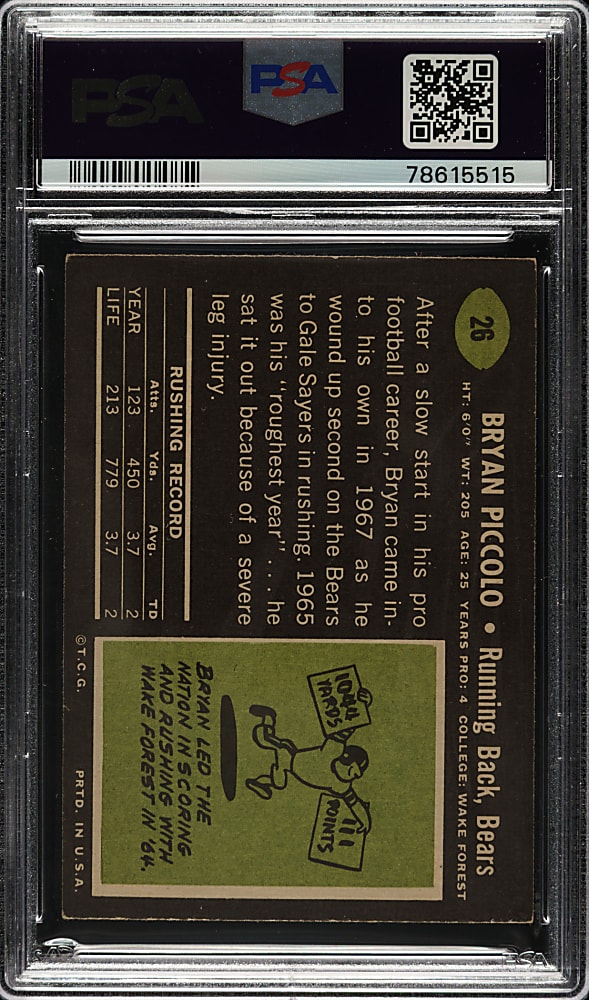 PSA
PSA
78615515
26
BRYAN PICCOLO • Running Back, Bears
HT: 6'0" WT: 205 AGE: 25 YEARS PRO: 4 COLLEGE: WAKE FOREST
After a slow start in his pro
football career, Bryan came in-
to his own in 1967 as he
wound up second on the Bears
to Gale Sayers in rushing. 1965
was his "roughest year" . . . he
sat it out because of a severe
leg injury.
RUSHING RECORD
Atts. Yds. Avg. TD
YEAR 123 450 3.7 2
LIFE 213 779 3.7 2
1044
YARDS
111
POINTS
BRYAN LED THE
NATION IN SCORING
AND RUSHING WITH
WAKE FOREST IN '64.
©T.C.G. PRTD. IN U.S.A.
PSA